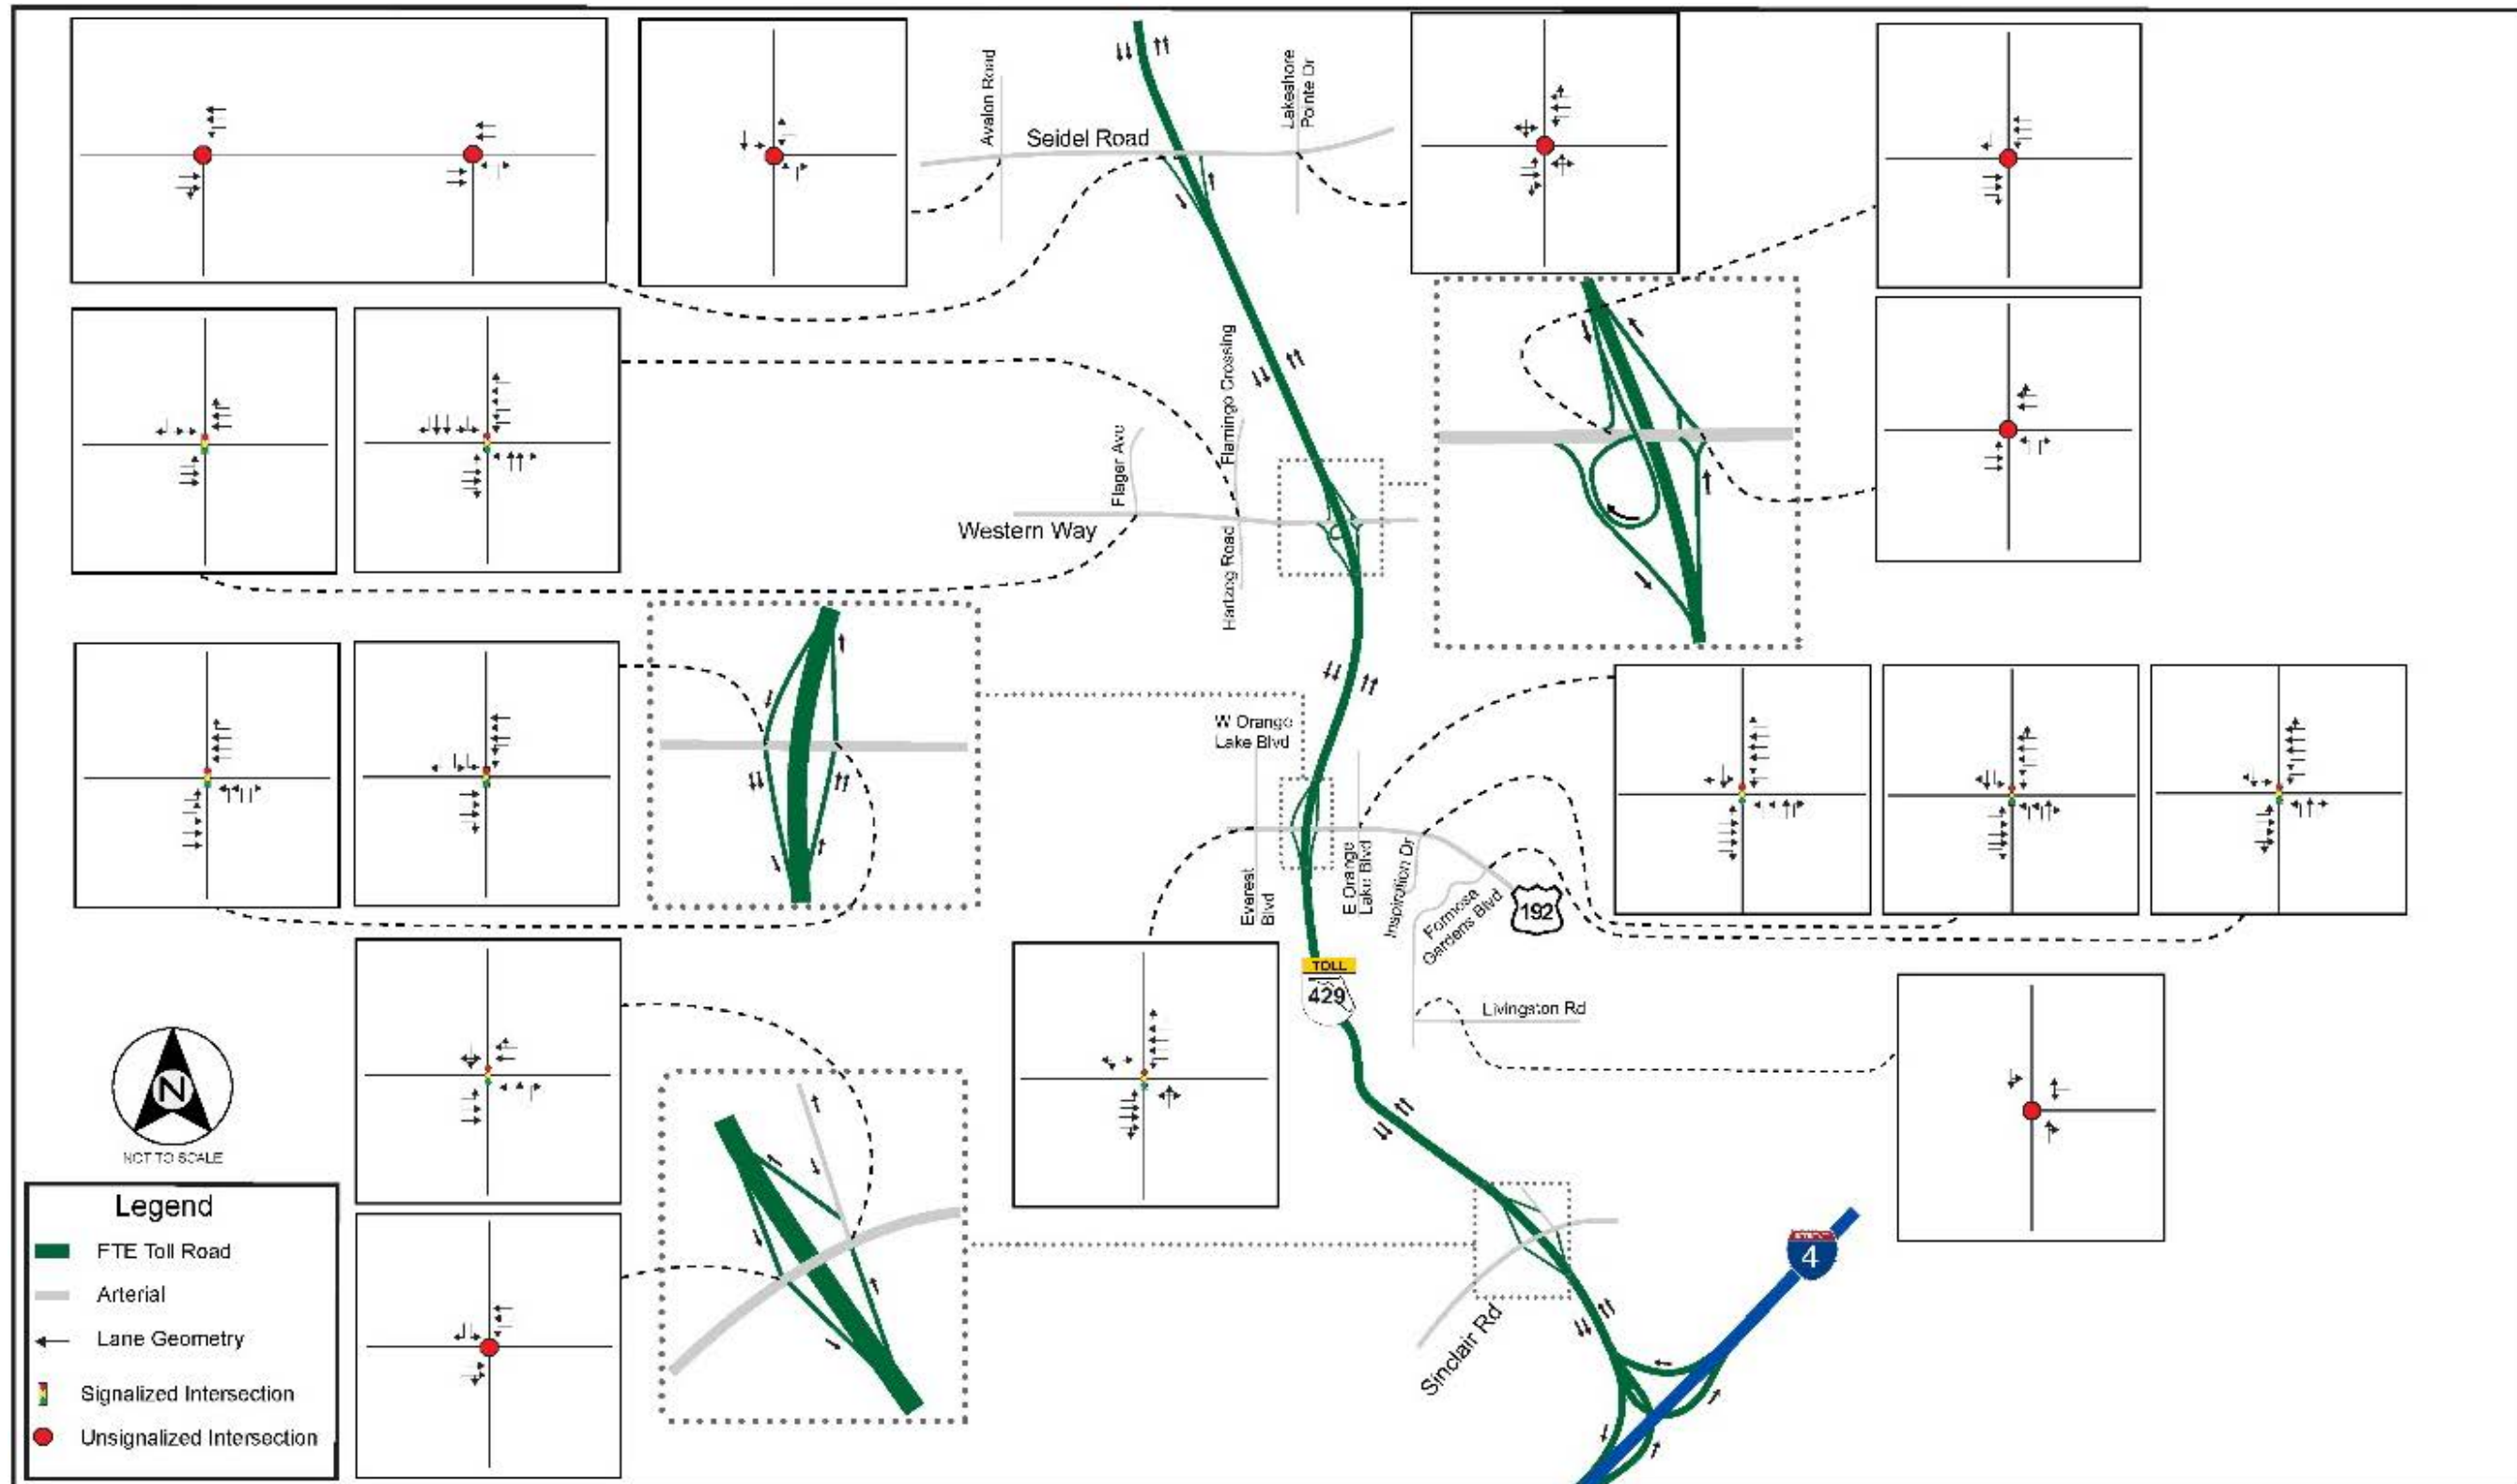 Avalon Road
Seidel Road
Lakeshore
Pointe Dr
Flamingo Crossing
Flager Ave
Western Way
Hartzog Road
W Orange
Lake Blvd
Everest
Blvd
E Orange
Lake Blvd
Inspiration Dr
Formosa
Gardens Blvd
192
TOLL
429
Livingston Rd
N
NOT TO SCALE
Sinclair Rd
4
Legend
FTE Toll Road
Arterial
Lane Geometry
Signalized Intersection
Unsignalized Intersection